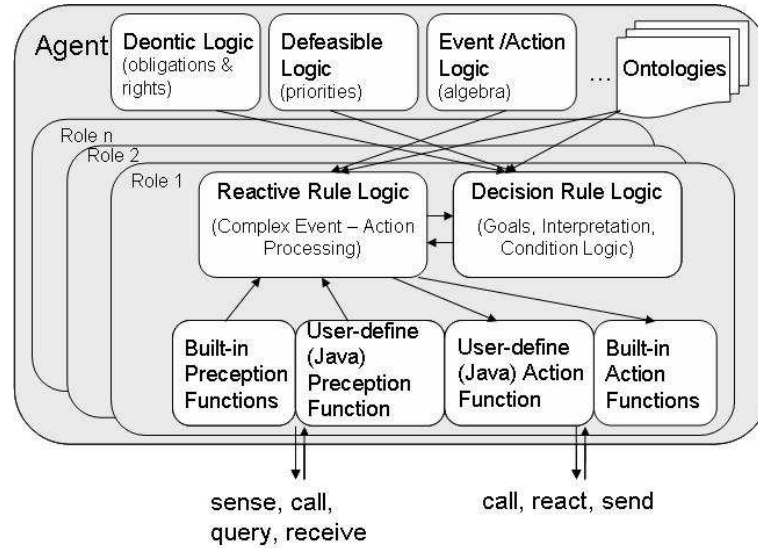 Agent
Deontic Logic
(obligations &
rights)
Defeasible
Logic
(priorities)
Event /Action
Logic
(algebra)
...
Ontologies
Role n
Role 2
Role 1
Reactive Rule Logic
(Complex Event – Action
Processing)
Decision Rule Logic
(Goals, Interpretation,
Condition Logic)
Built-in
Preception
Functions
User-define
(Java)
Preception
Function
User-define
(Java) Action
Function
Built-in
Action
Functions
sense, call,
query, receive
call, react, send